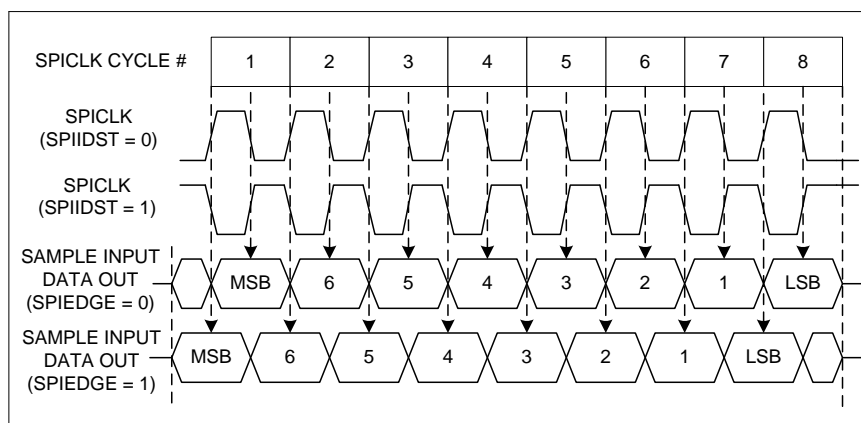 SPICLK CYCLE # 1 2 3 4 5 6 7 8
SPICLK
(SPIIDST = 0)
SPICLK
(SPIIDST = 1)
SAMPLE INPUT
DATA OUT
(SPIEDGE = 0)
MSB 6 5 4 3 2 1 LSB
SAMPLE INPUT
DATA OUT
(SPIEDGE = 1)
MSB 6 5 4 3 2 1 LSB